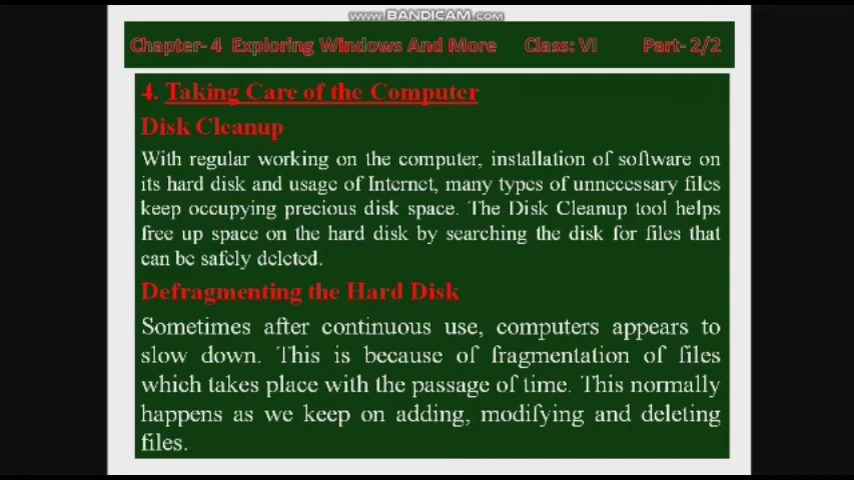 www.BANDICAM.com
Chapter- 4 Exploring Windows And More Class: VI Part- 2/2
4. Taking Care of the Computer
Disk Cleanup
With regular working on the computer, installation of software on
its hard disk and usage of Internet, many types of unnecessary files
keep occupying precious disk space. The Disk Cleanup tool helps
free up space on the hard disk by searching the disk for files that
can be safely deleted.
Defragmenting the Hard Disk
Sometimes after continuous use, computers appears to
slow down. This is because of fragmentation of files
which takes place with the passage of time. This normally
happens as we keep on adding, modifying and deleting
files.